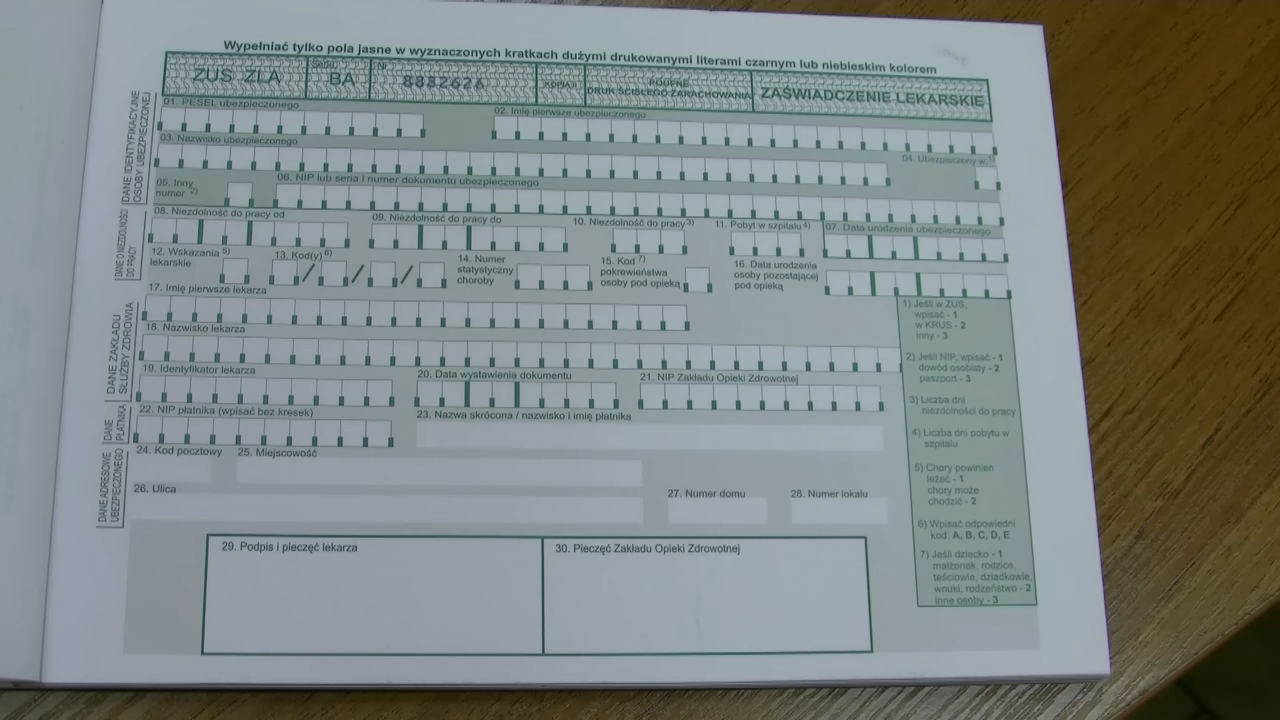 Wypełniać tylko pola jasne w wyznaczonych kratkach dużymi drukowanymi literami czarnym lub niebieskim kolorem
ZUS ZLA Seria BA Nr 8882626 KOPIA II POUFNE DRUK ŚCISŁEGO ZARACHOWANIA ZAŚWIADCZENIE LEKARSKIE
DANE IDENTYFIKACYJNE OSOBY UBEZPIECZONEJ
01. PESEL ubezpieczonego 02. Imię pierwsze ubezpieczonego
03. Nazwisko ubezpieczonego 04. Ubezpieczony w: 1)
05. Inny numer 2) 06. NIP lub seria i numer dokumentu ubezpieczonego
07. Data urodzenia ubezpieczonego
DANE O NIEZDOLNOŚCI DO PRACY
08. Niezdolność do pracy od 09. Niezdolność do pracy do 10. Niezdolność do pracy 3) 11. Pobyt w szpitalu 4)
12. Wskazania 5) lekarskie 13. Kod(y) 6) / / / 14. Numer statystyczny choroby 15. Kod 7) pokrewieństwa osoby pod opieką 16. Data urodzenia osoby pozostającej pod opieką
DANE ZAKŁADU SŁUŻBY ZDROWIA
17. Imię pierwsze lekarza
18. Nazwisko lekarza
19. Identyfikator lekarza 20. Data wystawienia dokumentu 21. NIP Zakładu Opieki Zdrowotnej
DANE PŁATNIKA
22. NIP płatnika (wpisać bez kresek) 23. Nazwa skrócona / nazwisko i imię płatnika
DANE ADRESOWE UBEZPIECZONEGO
24. Kod pocztowy 25. Miejscowość
26. Ulica 27. Numer domu 28. Numer lokalu
29. Podpis i pieczęć lekarza 30. Pieczęć Zakładu Opieki Zdrowotnej
1) Jeśli w ZUS,
wpisać - 1
w KRUS - 2
inny - 3
2) Jeśli NIP, wpisać - 1
dowód osobisty - 2
paszport - 3
3) Liczba dni
niezdolności do pracy
4) Liczba dni pobytu w
szpitalu
5) Chory powinien
leżeć - 1
chory może
chodzić - 2
6) Wpisać odpowiedni
kod: A, B, C, D, E
7) Jeśli dziecko - 1
małżonek, rodzice,
teściowie, dziadkowie,
wnuki, rodzeństwo - 2
inne osoby - 3